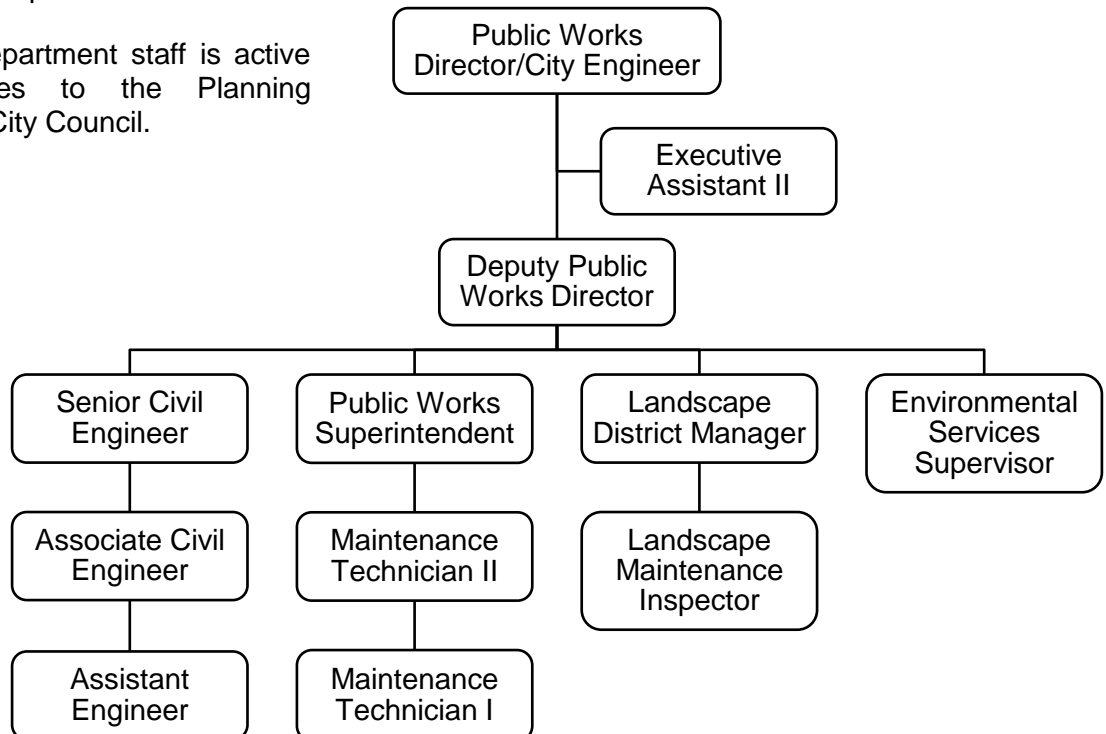 partment staff is active
es to the Planning
City Council.
Public Works
Director/City Engineer
Executive
Assistant II
Deputy Public
Works Director
Senior Civil
Engineer
Public Works
Superintendent
Landscape
District Manager
Environmental
Services
Supervisor
Associate Civil
Engineer
Maintenance
Technician II
Landscape
Maintenance
Inspector
Assistant
Engineer
Maintenance
Technician I